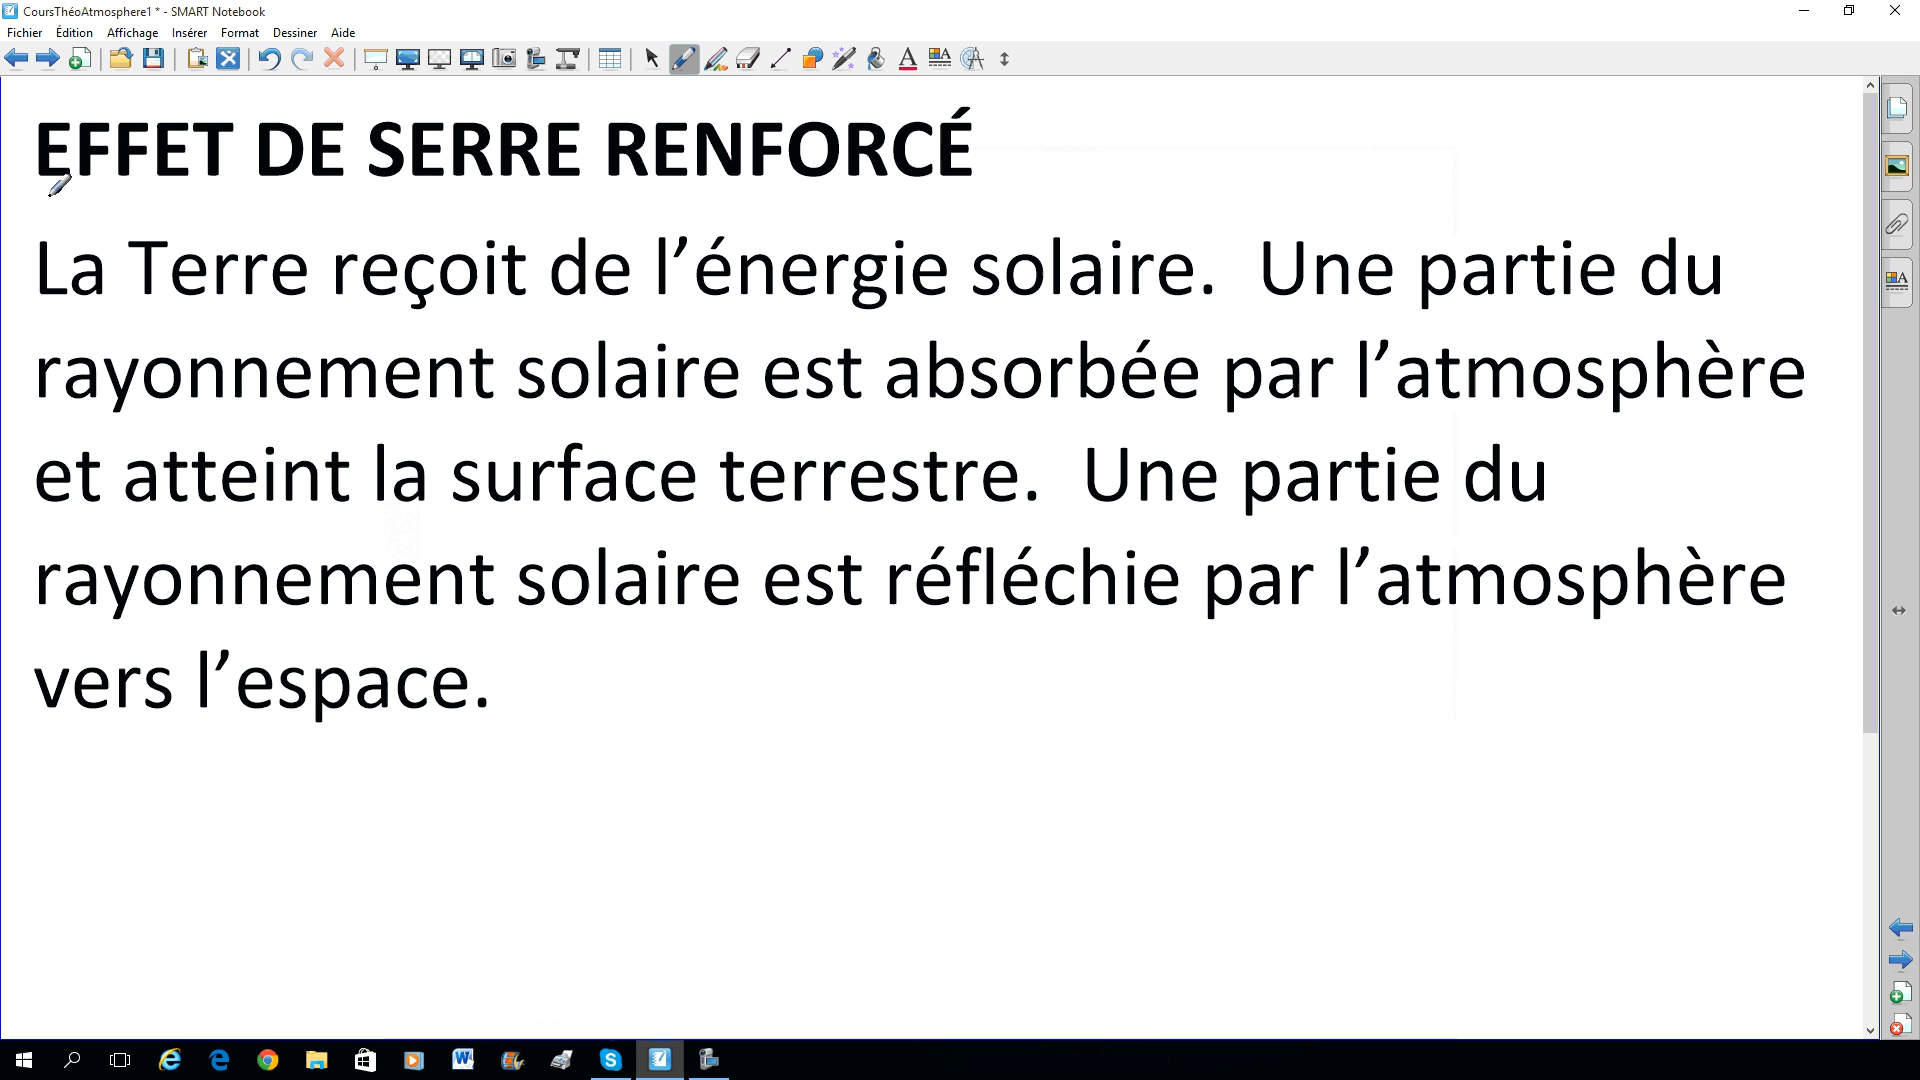 CoursThéoAtmosphere1 * - SMART Notebook
Fichier Édition Affichage Insérer Format Dessiner Aide
EFFET DE SERRE RENFORCÉ
La Terre reçoit de l’énergie solaire. Une partie du
rayonnement solaire est absorbée par l’atmosphère
et atteint la surface terrestre. Une partie du
rayonnement solaire est réfléchie par l’atmosphère
vers l’espace.